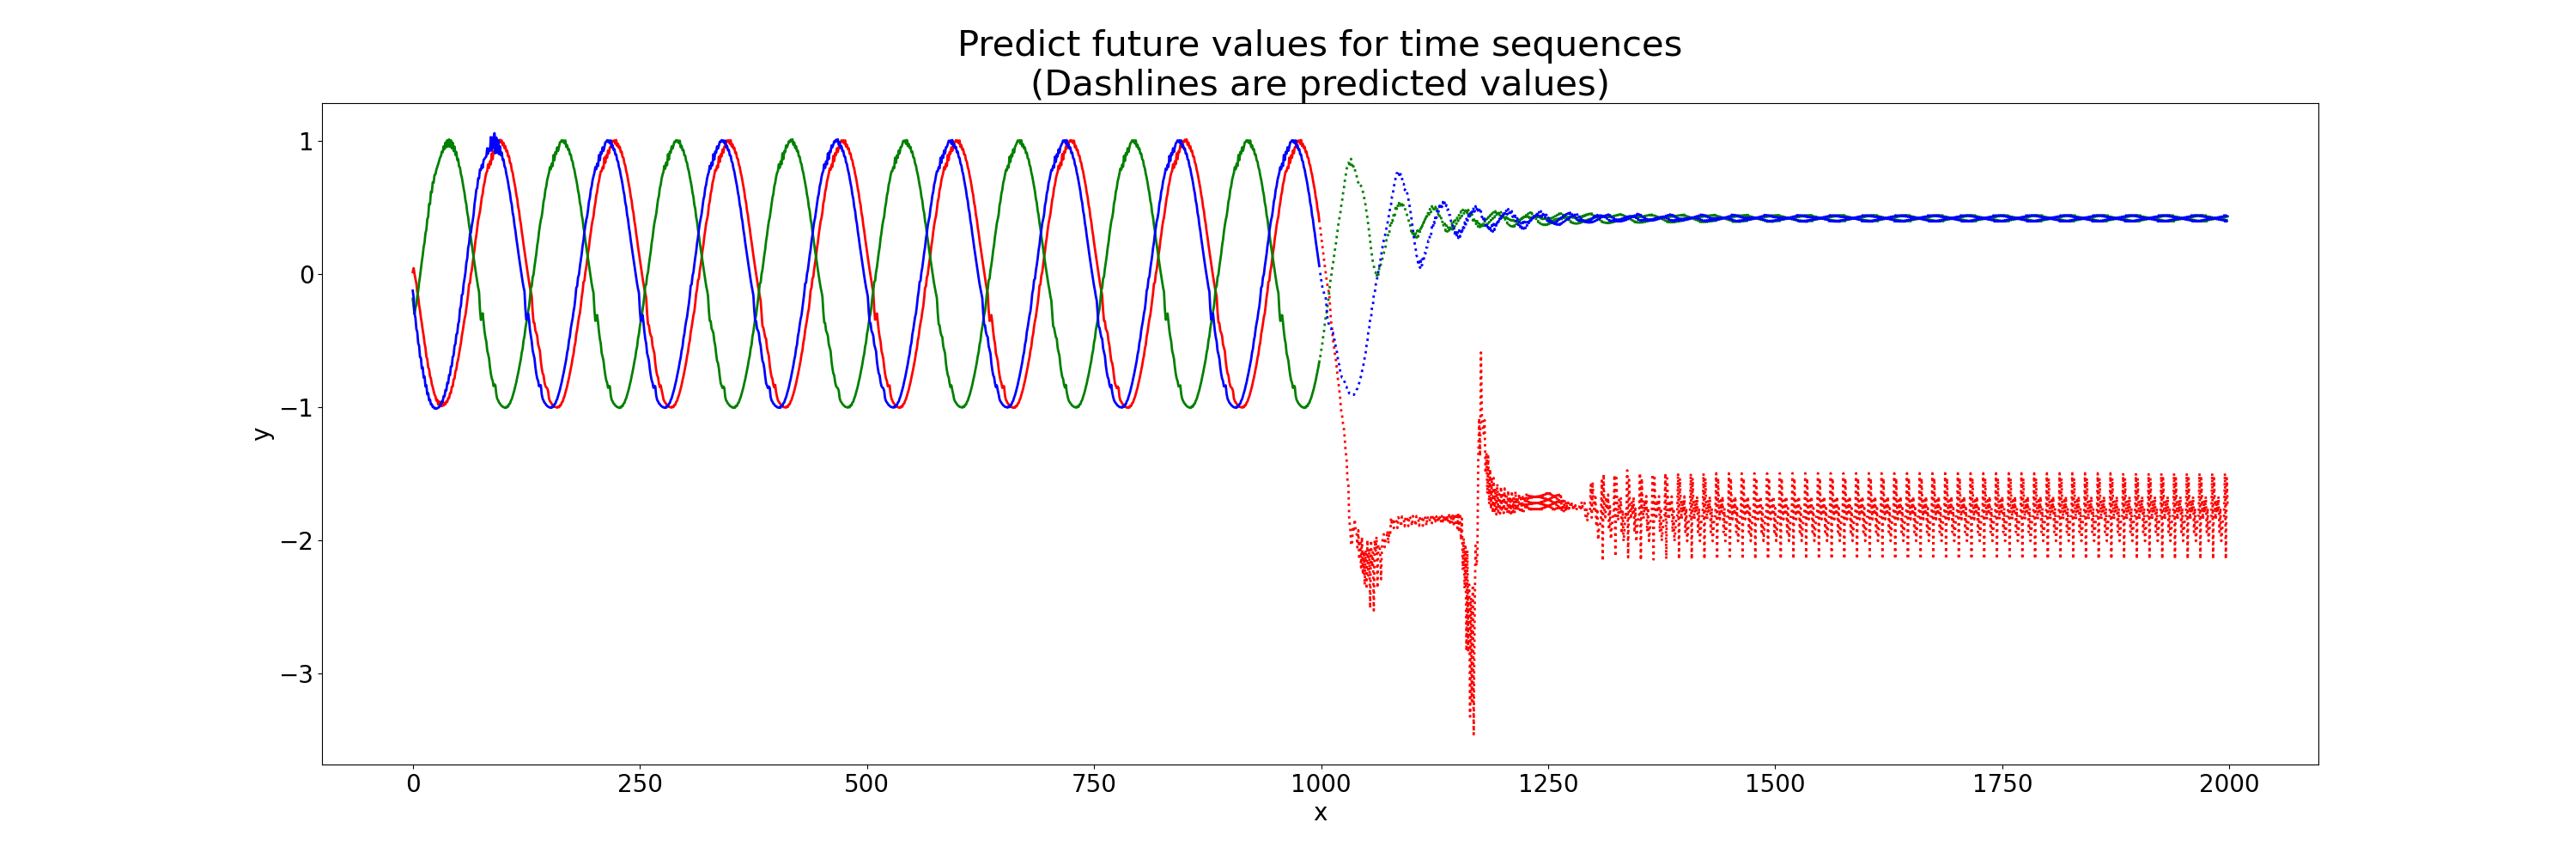 Predict future values for time sequences
(Dashlines are predicted values)
1
0
−1
−2
−3
y
0 250 500 750 1000 1250 1500 1750 2000
x